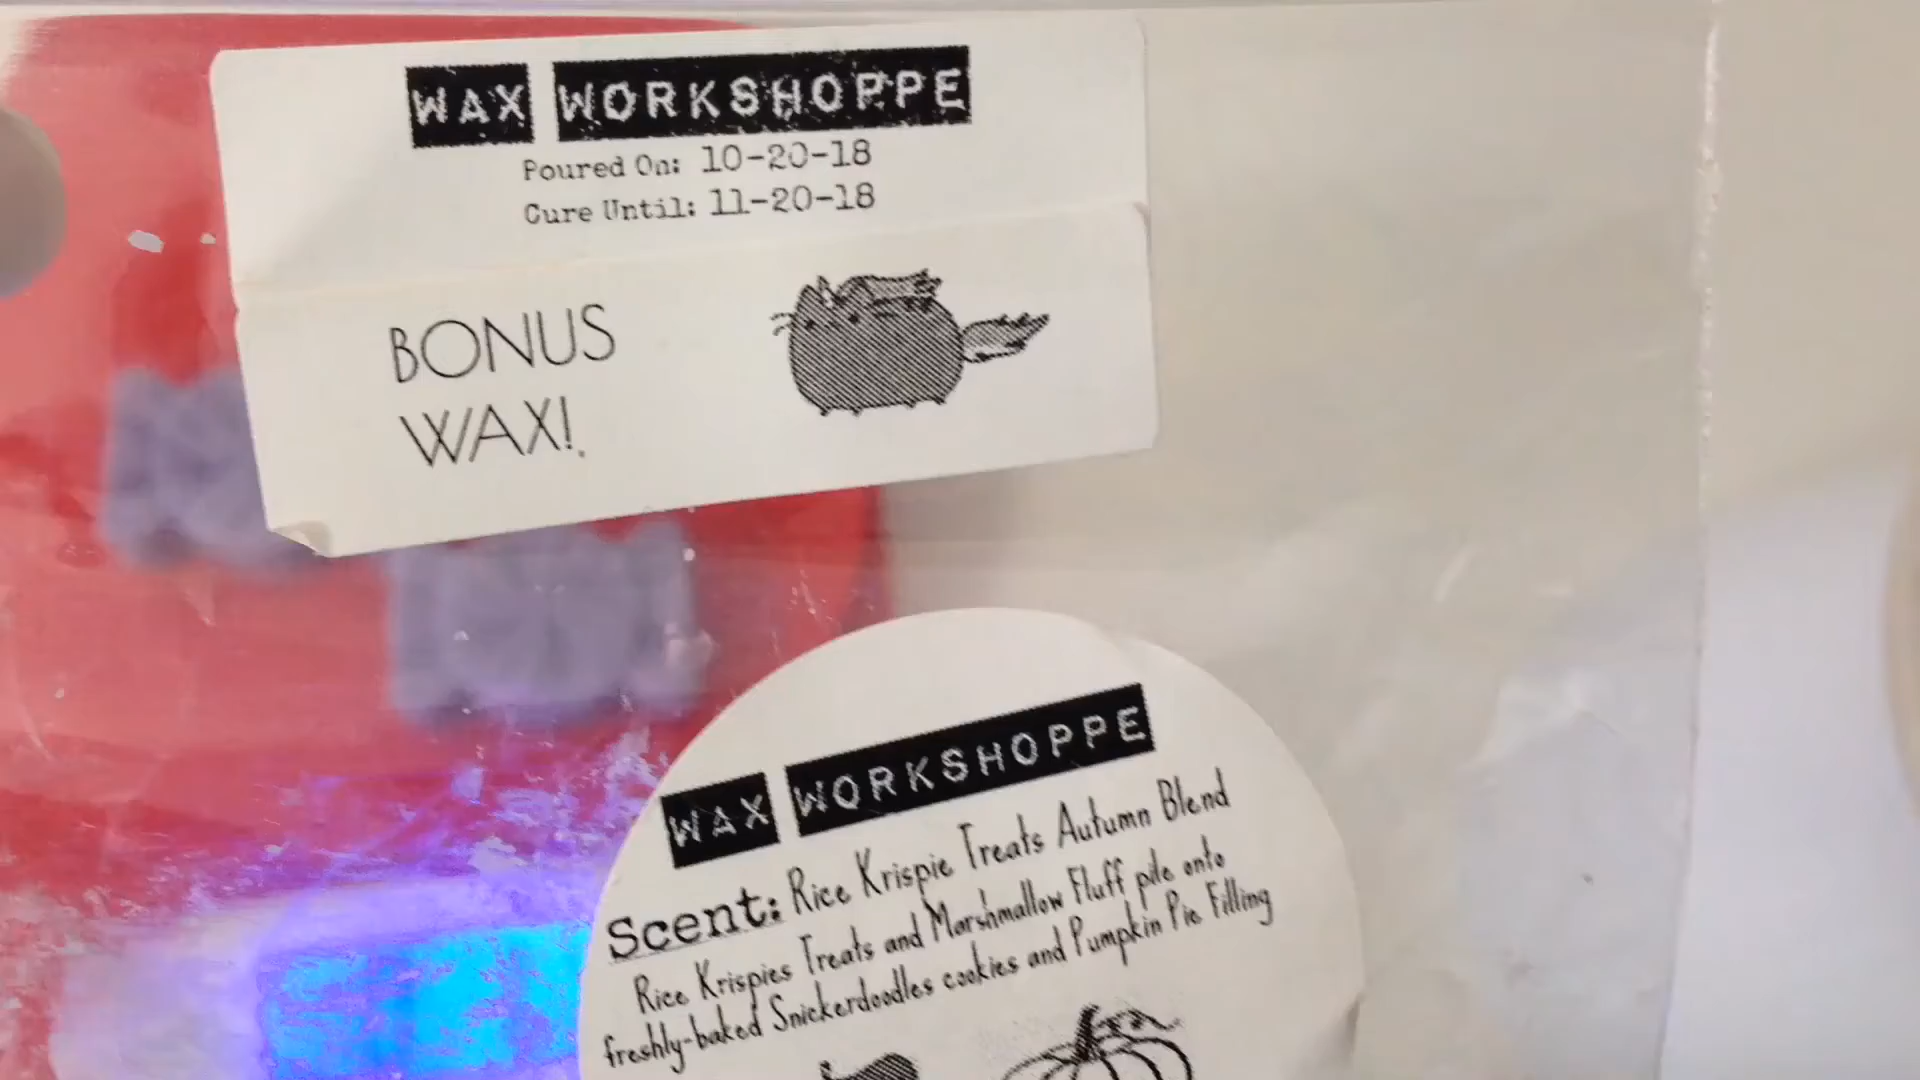 WAX WORKSHOPPE
Poured On: 10-20-18
Cure Until: 11-20-18
BONUS
WAX!
WAX WORKSHOPPE
Scent: Rice Krispie Treats Autumn Blend
Rice Krispies Treats and Marshmallow Fluff pile onto
freshly-baked Snickerdoodles cookies and Pumpkin Pie Filling